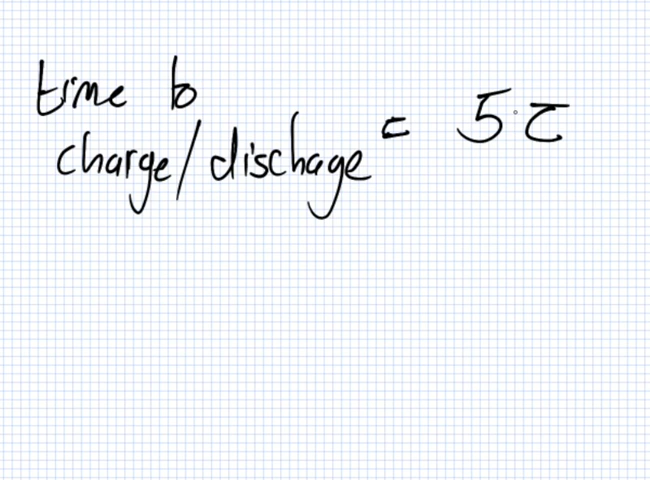 time to
charge/dischage = 5τ